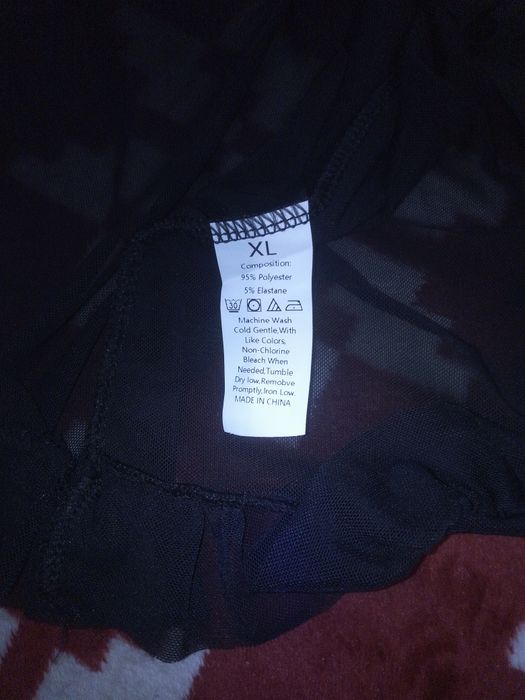 XL
Composition:
95% Polyester
5% Elastane
30
Machine Wash
Cold Gentle,With
Like Colors,
Non-Chlorine
Bleach When
Needed,Tumble
Dry low,Remobve
Promptly,Iron Low.
MADE IN CHINA